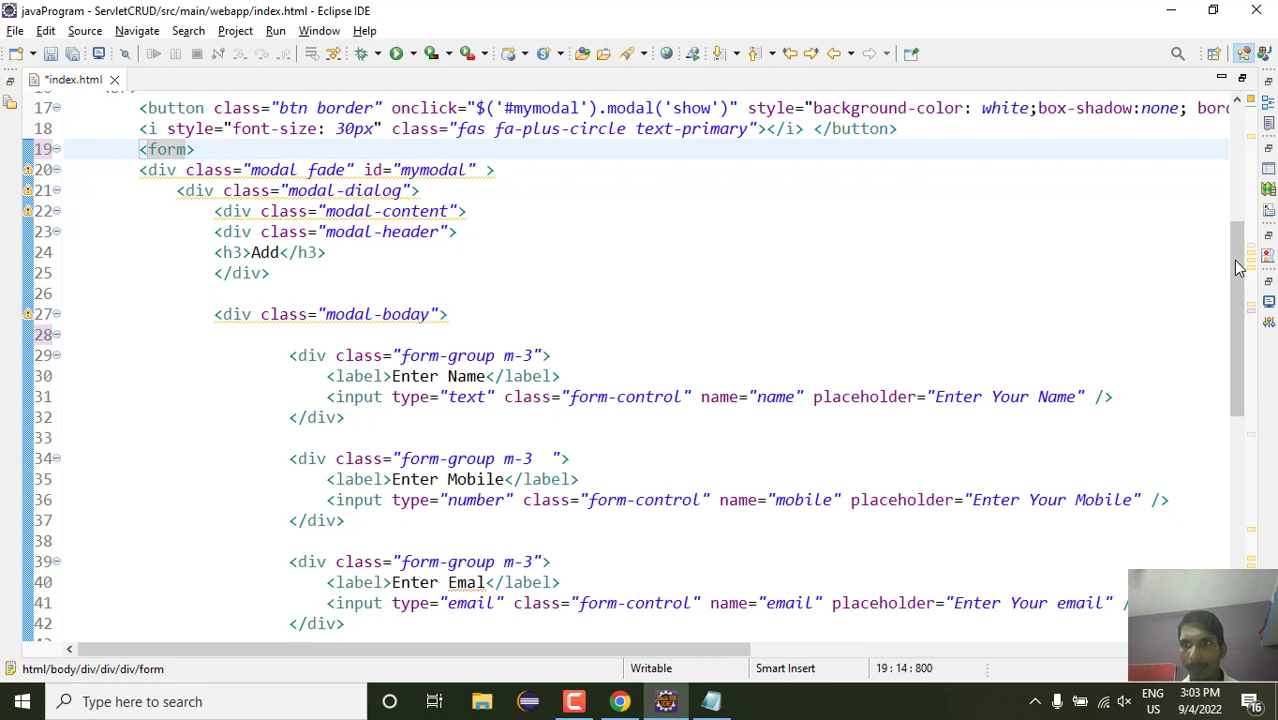 javaProgram - ServletCRUD/src/main/webapp/index.html - Eclipse IDE
File Edit Source Navigate Search Project Run Window Help
*index.html
17 <button class="btn border" onclick="$('#mymodal').modal('show')" style="background-color: white;box-shadow:none; bord
18 <i style="font-size: 30px" class="fas fa-plus-circle text-primary"></i> </button>
19 <form>
20 <div class="modal fade" id="mymodal" >
21 <div class="modal-dialog">
22 <div class="modal-content">
23 <div class="modal-header">
24 <h3>Add</h3>
25 </div>
26
27 <div class="modal-boday">
28
29 <div class="form-group m-3">
30 <label>Enter Name</label>
31 <input type="text" class="form-control" name="name" placeholder="Enter Your Name" />
32 </div>
33
34 <div class="form-group m-3  ">
35 <label>Enter Mobile</label>
36 <input type="number" class="form-control" name="mobile" placeholder="Enter Your Mobile" />
37 </div>
38
39 <div class="form-group m-3">
40 <label>Enter Emal</label>
41 <input type="email" class="form-control" name="email" placeholder="Enter Your email" /
42 </div>
html/body/div/div/div/form Writable Smart Insert 19 : 14 : 800
Type here to search
ENG
US
3:03 PM
9/4/2022
16